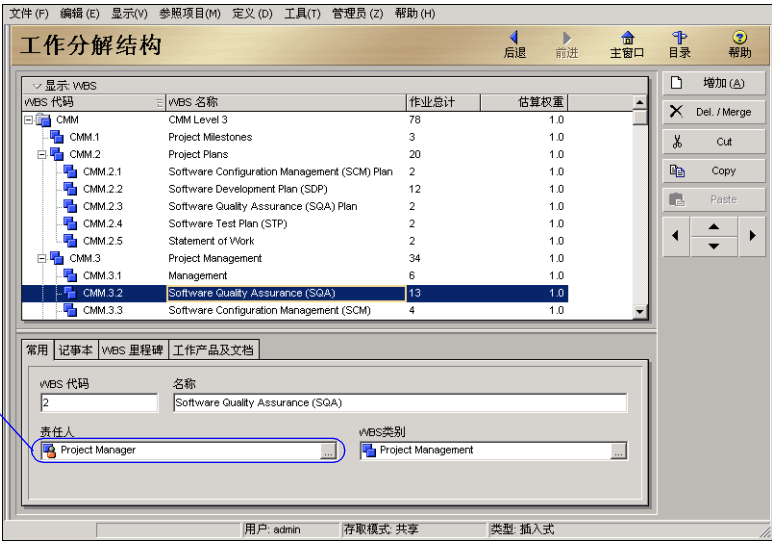 文件(F) 编辑(E) 显示(V) 参照项目(M) 定义(D) 工具(T) 管理员(Z) 帮助(H)
工作分解结构
后退 前进 主窗口 目录 帮助
显示: WBS
WBS 代码 WBS 名称 作业总计 估算权重
CMM CMM Level 3 78 1.0
CMM.1 Project Milestones 3 1.0
CMM.2 Project Plans 20 1.0
CMM.2.1 Software Configuration Management (SCM) Plan 2 1.0
CMM.2.2 Software Development Plan (SDP) 12 1.0
CMM.2.3 Software Quality Assurance (SQA) Plan 2 1.0
CMM.2.4 Software Test Plan (STP) 2 1.0
CMM.2.5 Statement of Work 2 1.0
CMM.3 Project Management 34 1.0
CMM.3.1 Management 6 1.0
CMM.3.2 Software Quality Assurance (SQA) 13 1.0
CMM.3.3 Software Configuration Management (SCM) 4 1.0
增加(A)
Del. / Merge
Cut
Copy
Paste
常用 记事本 WBS 里程碑 工作产品及文档
WBS 代码 名称
2 Software Quality Assurance (SQA)
责任人 WBS类别
Project Manager ... Project Management ...
用户: admin 存取模式: 共享 类型: 插入式